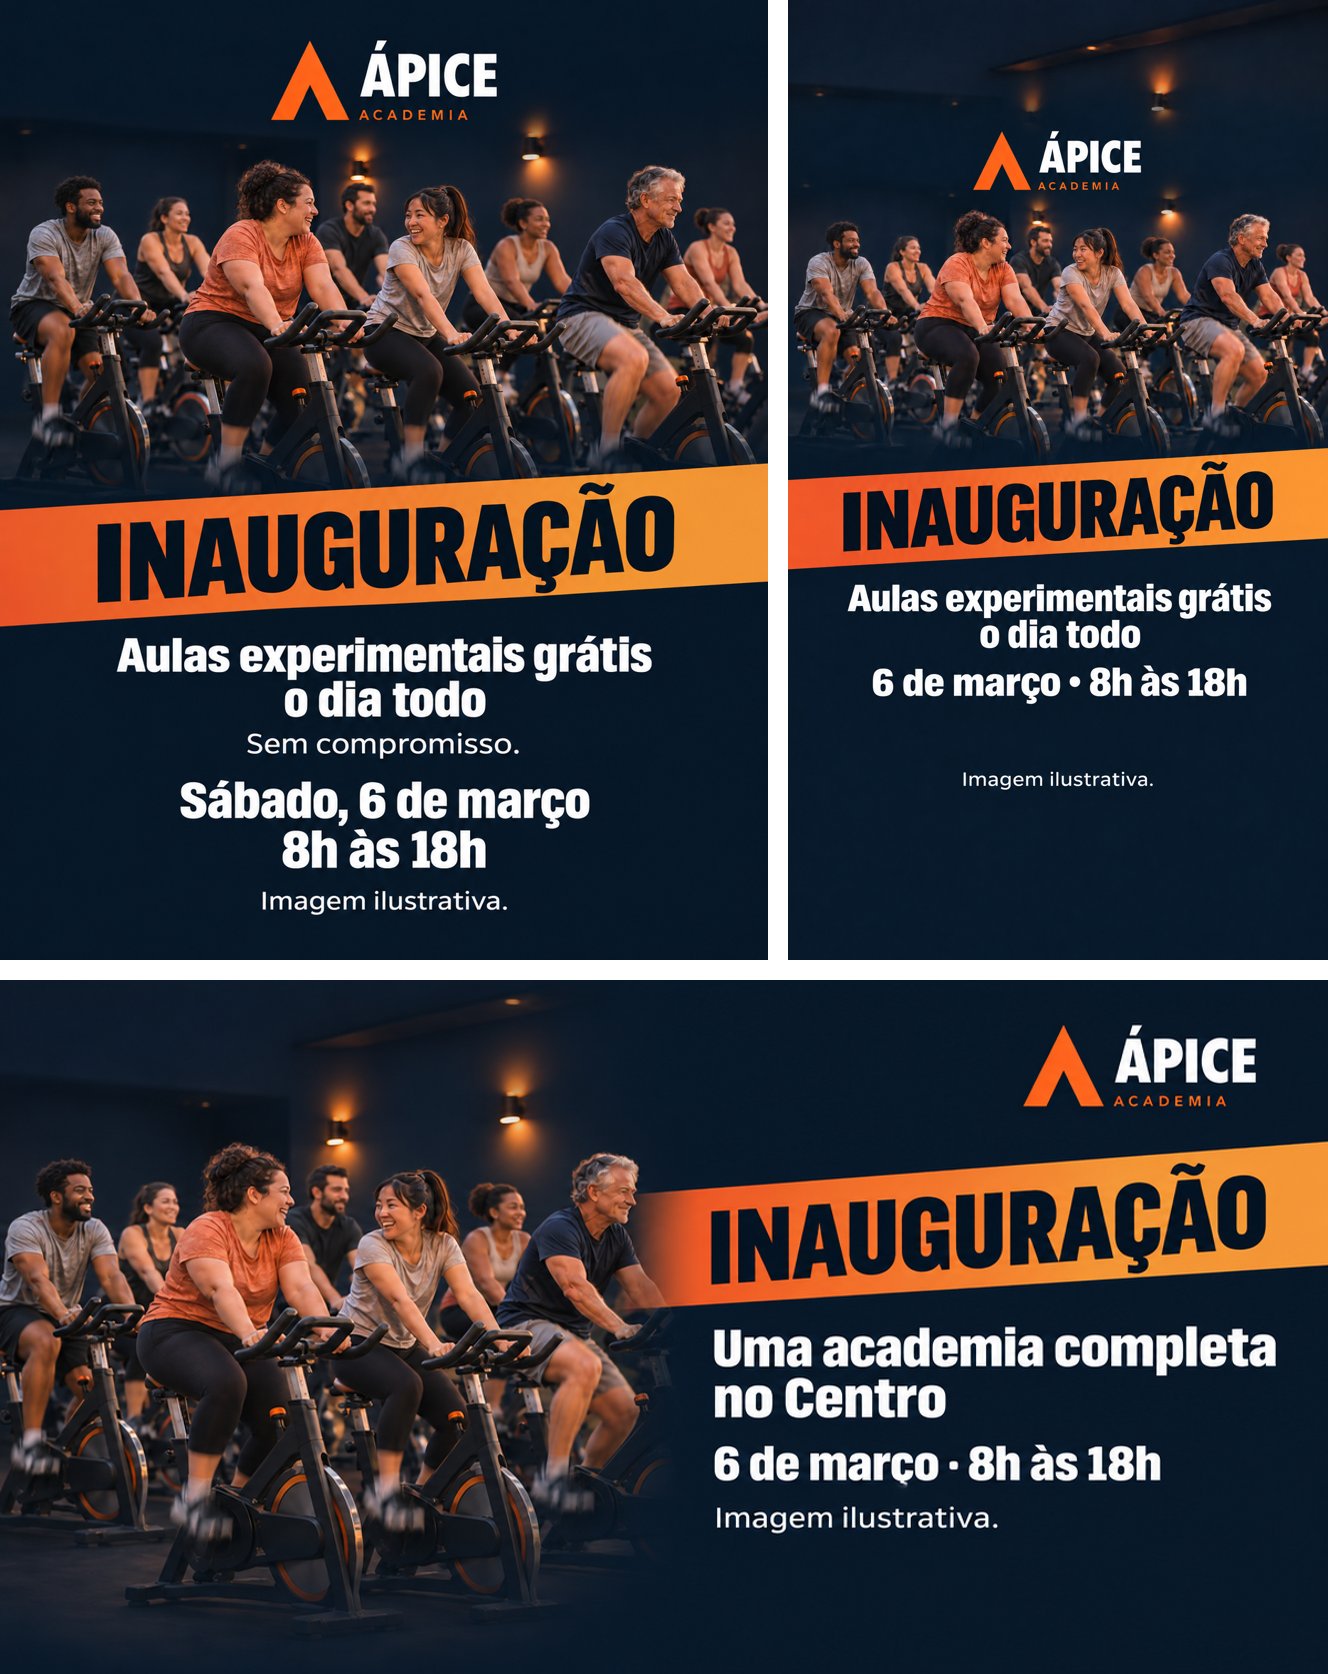 ÁPICE
ACADEMIA
INAUGURAÇÃO
Aulas experimentais grátis
o dia todo
Sem compromisso.
Sábado, 6 de março
8h às 18h
Imagem ilustrativa.
ÁPICE
ACADEMIA
INAUGURAÇÃO
Aulas experimentais grátis
o dia todo
6 de março • 8h às 18h
Imagem ilustrativa.
ÁPICE
ACADEMIA
INAUGURAÇÃO
Uma academia completa
no Centro
6 de março · 8h às 18h
Imagem ilustrativa.